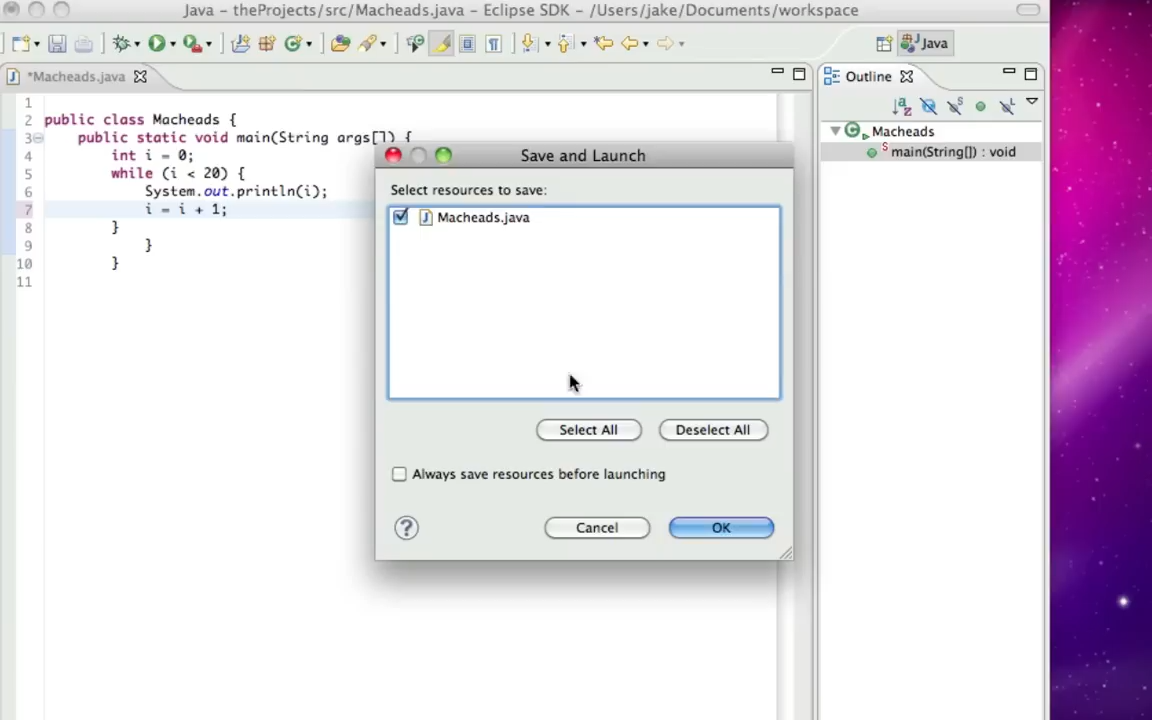 Java - theProjects/src/Macheads.java - Eclipse SDK - /Users/jake/Documents/workspace
Java
*Macheads.java
Outline
1
2 public class Macheads {
3 public static void main(String args[]) {
4 int i = 0;
5 while (i < 20) {
6 System.out.println(i);
7 i = i + 1;
8 }
9 }
10 }
11
Macheads
main(String[]) : void
Save and Launch
Select resources to save:
Macheads.java
Select All
Deselect All
Always save resources before launching
Cancel
OK